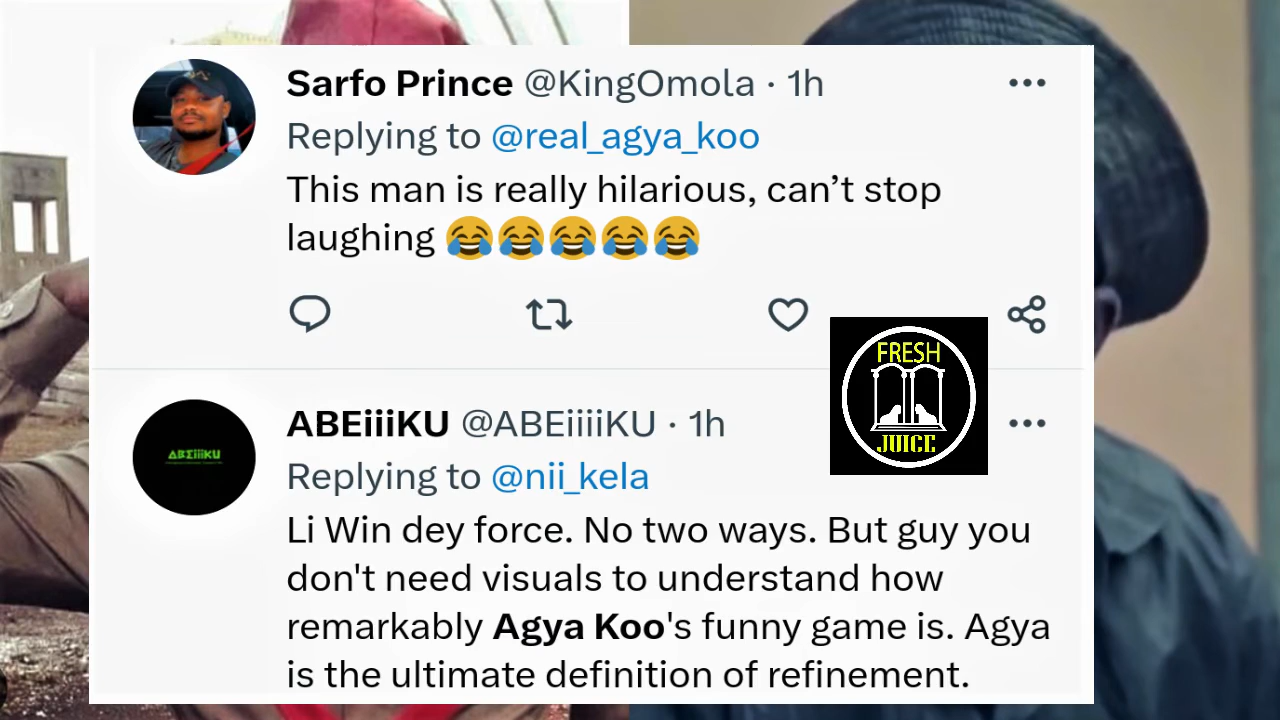 Sarfo Prince @KingOmola · 1h
Replying to @real_agya_koo
This man is really hilarious, can’t stop
laughing 😂😂😂😂😂
FRESH
JUICE
ABEiiiKU @ABEiiiiKU · 1h
ABEiiiKU
Replying to @nii_kela
Li Win dey force. No two ways. But guy you
don't need visuals to understand how
remarkably Agya Koo's funny game is. Agya
is the ultimate definition of refinement.